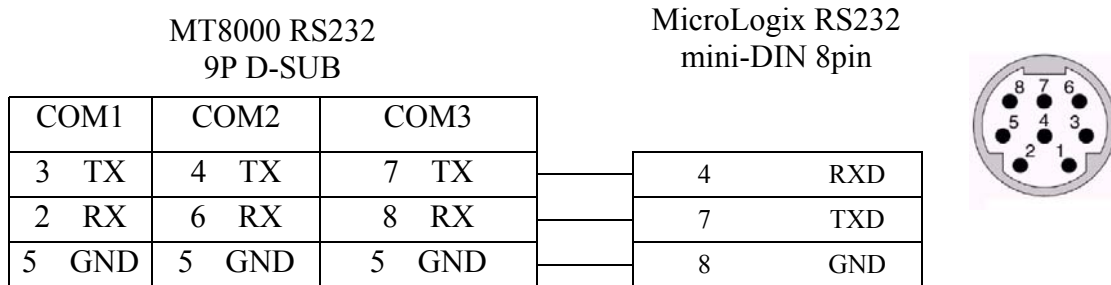 MT8000 RS232
9P D-SUB
MicroLogix RS232
mini-DIN 8pin
COM1 COM2 COM3
3 TX 4 TX 7 TX
2 RX 6 RX 8 RX
5 GND 5 GND 5 GND
4 RXD
7 TXD
8 GND
8 7 6
5 4 3
2 1